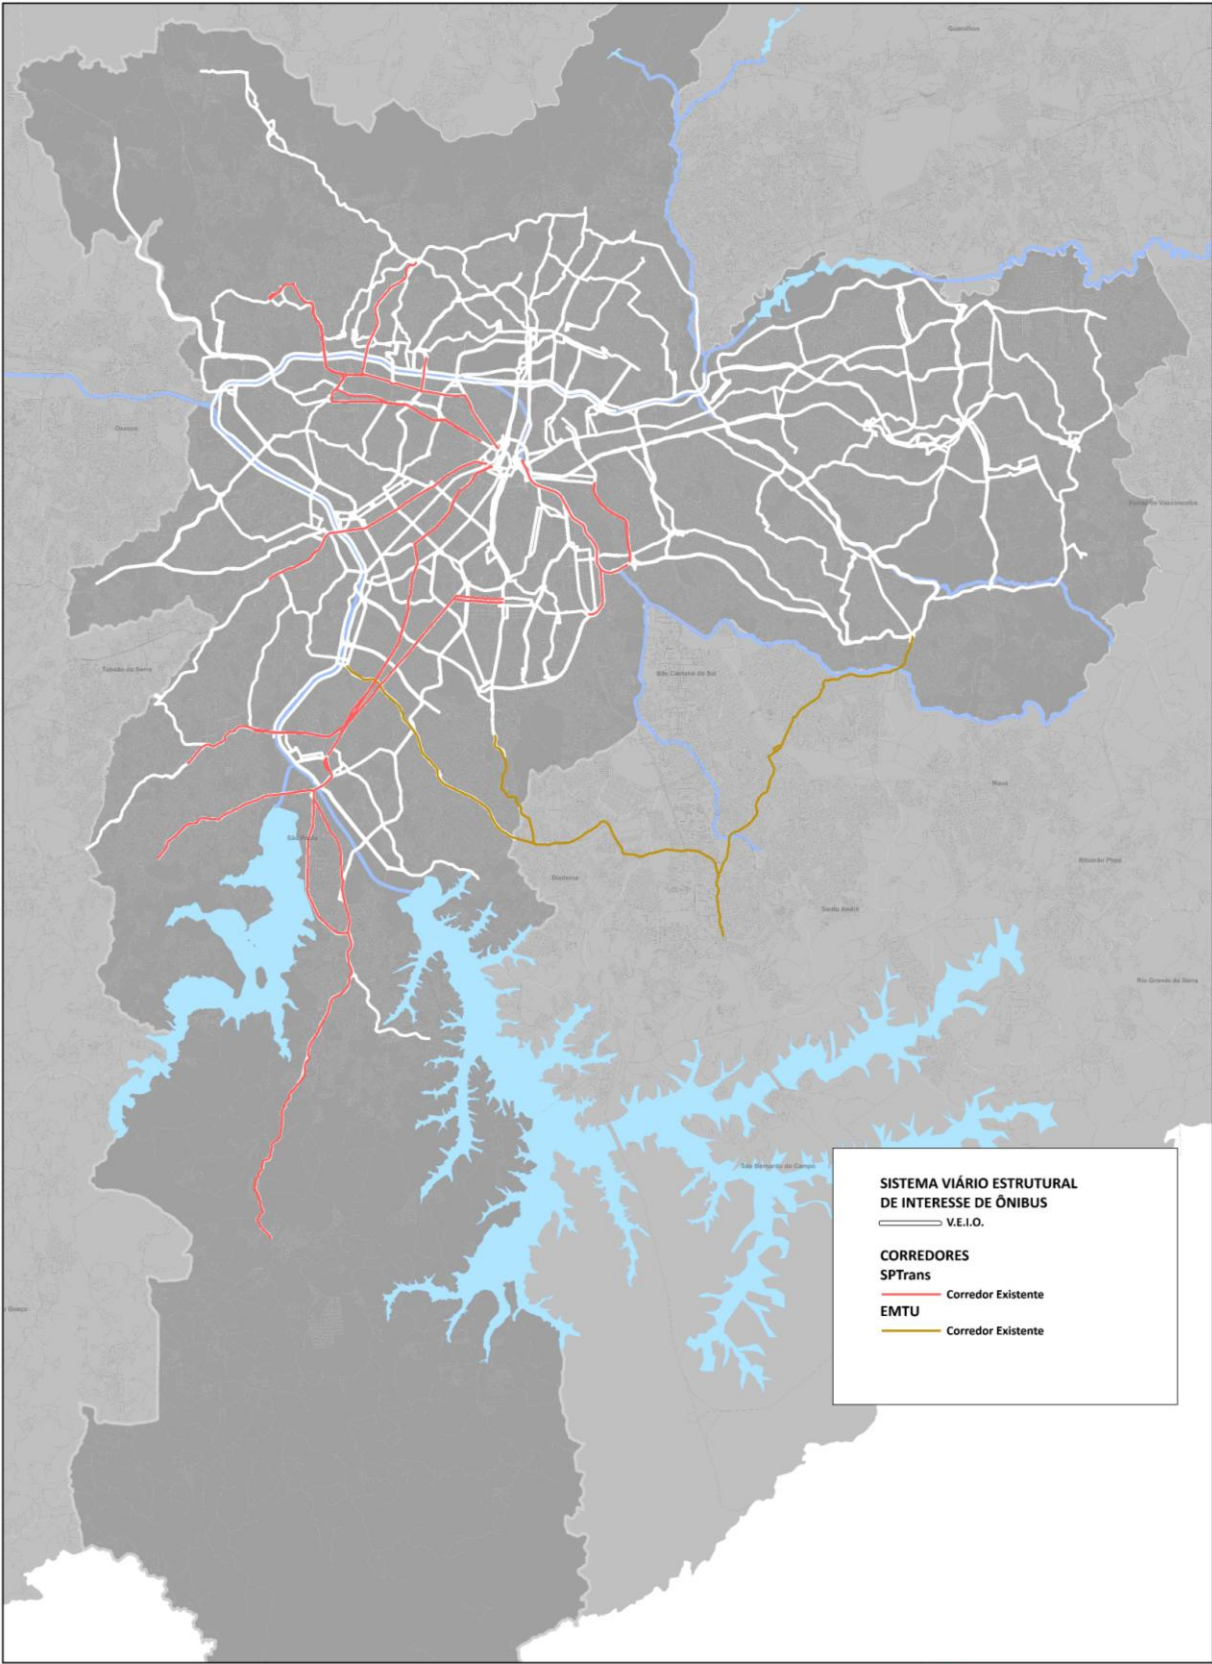 Guarulhos
Osasco
Ferraz de Vasconcelos
Taboão da Serra
São Caetano do Sul
Mauá
São Paulo
Ribeirão Pires
Diadema
Santo André
Rio Grande da Serra
São Bernardo do Campo
SISTEMA VIÁRIO ESTRUTURAL
DE INTERESSE DE ÔNIBUS
V.E.I.O.
CORREDORES
SPTrans
Corredor Existente
EMTU
Corredor Existente